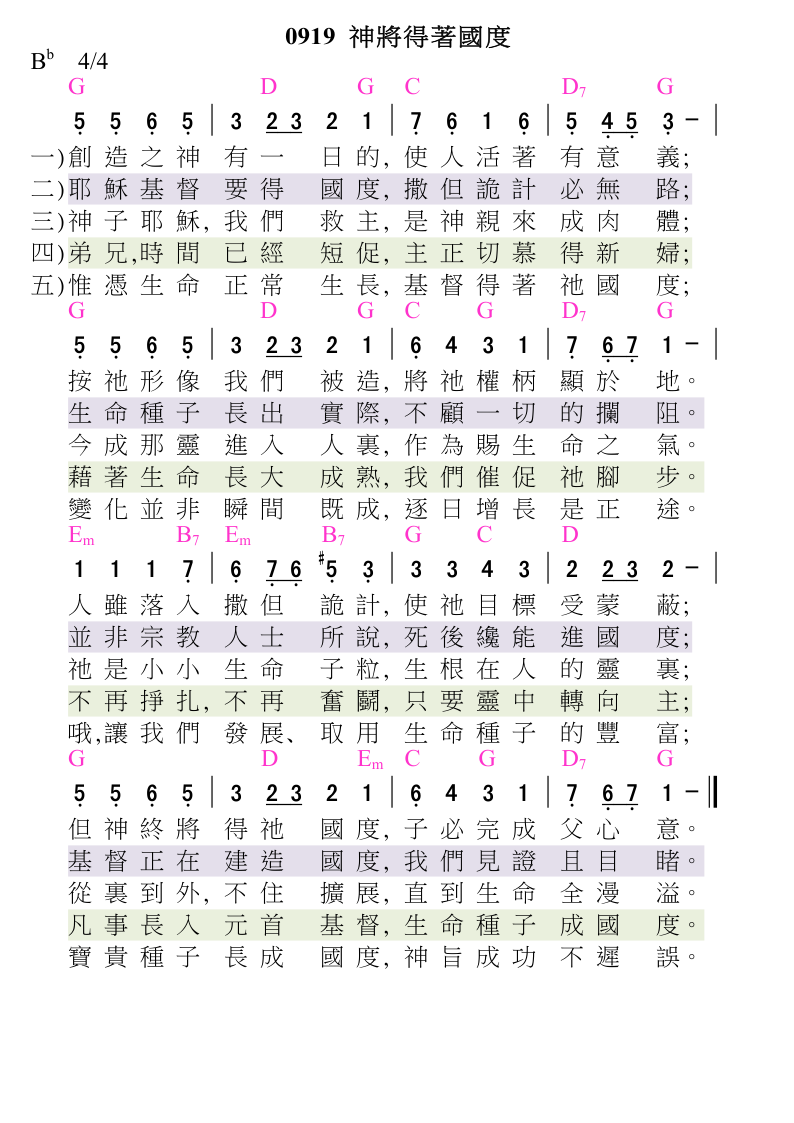 0919 神將得著國度
Bb 4/4
G D G C D7 G
5 5 6 5 | 3 2 3 2 1 | 7 6 1 6 | 5 4 5 3 – |
一)創造之神有一日的,使人活著有意義;
二)耶穌基督要得國度,撒但詭計必無路;
三)神子耶穌,我們救主,是神親來成肉體;
四)弟兄,時間已經短促,主正切慕得新婦;
五)惟憑生命正常生長,基督得著祂國度;
G D G C G D7 G
5 5 6 5 | 3 2 3 2 1 | 6 4 3 1 | 7 6 7 1 – |
按祂形像我們被造,將祂權柄顯於地。
生命種子長出實際,不顧一切的攔阻。
今成那靈進入人裏,作為賜生命之氣。
藉著生命長大成熟,我們催促祂腳步。
變化並非瞬間既成,逐日增長是正途。
Em B7 Em B7 G C D
1 1 1 7 | 6 7 6 #5 3 | 3 3 4 3 | 2 2 3 2 – |
人雖落入撒但詭計,使祂目標受蒙蔽;
並非宗教人士所說,死後纔能進國度;
祂是小小生命子粒,生根在人的靈裏;
不再掙扎,不再奮鬬,只要靈中轉向主;
哦,讓我們發展、取用生命種子的豐富;
G D Em C G D7 G
5 5 6 5 | 3 2 3 2 1 | 6 4 3 1 | 7 6 7 1 – ‖
但神終將得祂國度,子必完成父心意。
基督正在建造國度,我們見證且目睹。
從裏到外,不住擴展,直到生命全漫溢。
凡事長入元首基督,生命種子成國度。
寶貴種子長成國度,神旨成功不遲誤。